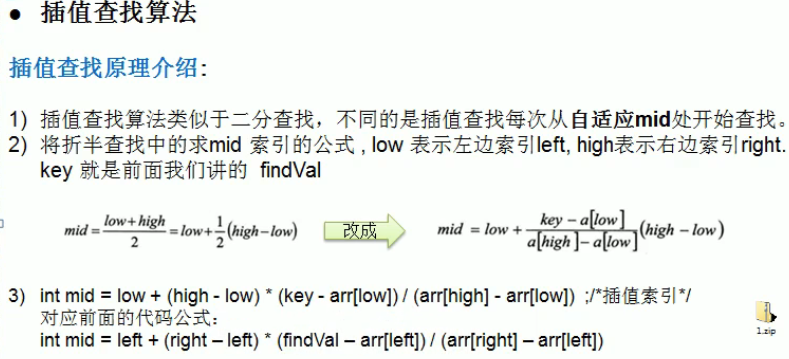 ● 插值查找算法
插值查找原理介绍:
1) 插值查找算法类似于二分查找，不同的是插值查找每次从自适应mid处开始查找。
2) 将折半查找中的求mid 索引的公式 , low 表示左边索引left, high表示右边索引right.
key 就是前面我们讲的 findVal
mid = \frac{low+high}{2} = low + \frac{1}{2}(high−low) 改成 mid = low + \frac{key − a[low]}{a[high] − a[low]}(high − low)
3) int mid = low + (high - low) * (key - arr[low]) / (arr[high] - arr[low]) ;/*插值索引*/
对应前面的代码公式：
int mid = left + (right – left) * (findVal – arr[left]) / (arr[right] – arr[left])
1.zip